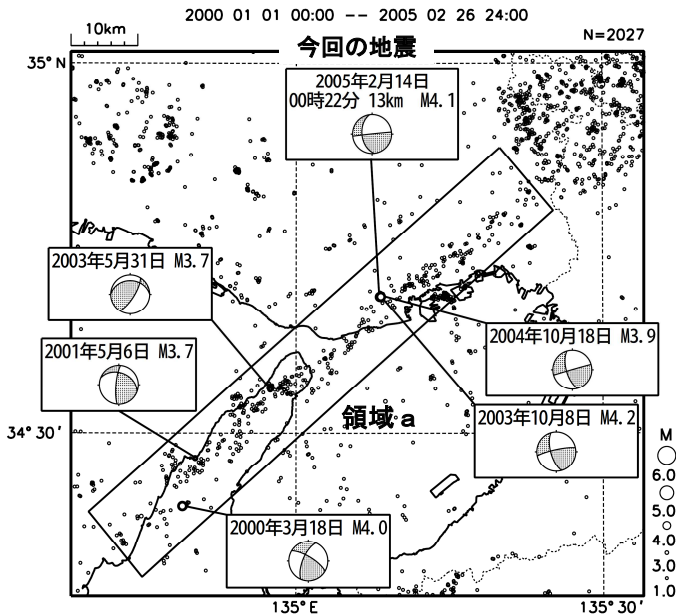 2000 01 01 00:00 -- 2005 02 26 24:00
10km
今回の地震
N=2027
35° N
2005年2月14日
00時22分 13km M4.1
2003年5月31日 M3.7
2004年10月18日 M3.9
2001年5月6日 M3.7
2003年10月8日 M4.2
領域a
34° 30′
2000年3月18日 M4.0
M
6.0
5.0
4.0
3.0
1.0
135°E
135° 30′